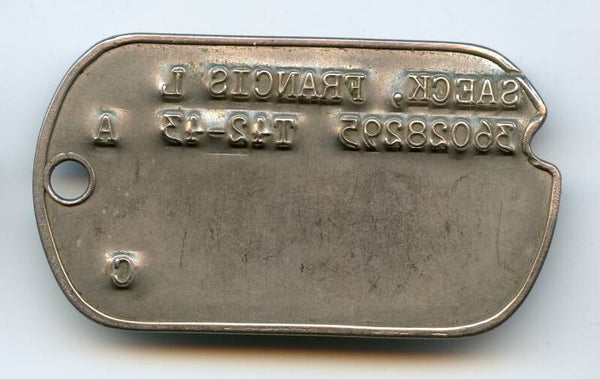 SAECK, FRANCIS L
36028295 T42-43 A
C